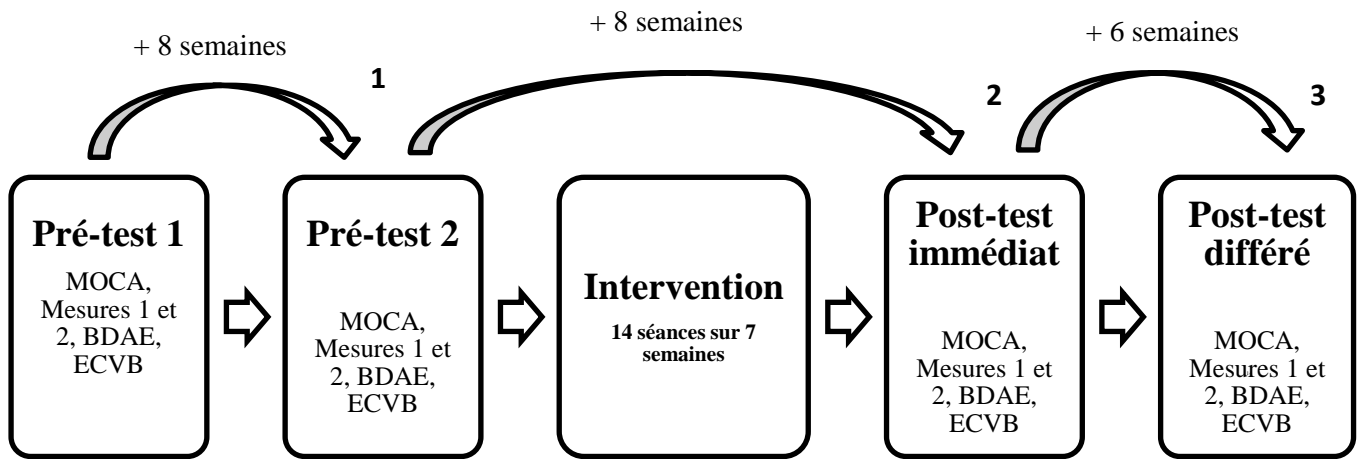 + 8 semaines
1
+ 8 semaines
2
+ 6 semaines
3
Pré-test 1
MOCA,
Mesures 1 et
2, BDAE,
ECVB
Pré-test 2
MOCA,
Mesures 1 et
2, BDAE,
ECVB
Intervention
14 séances sur 7
semaines
Post-test
immédiat
MOCA,
Mesures 1 et
2, BDAE,
ECVB
Post-test
différé
MOCA,
Mesures 1 et
2, BDAE,
ECVB